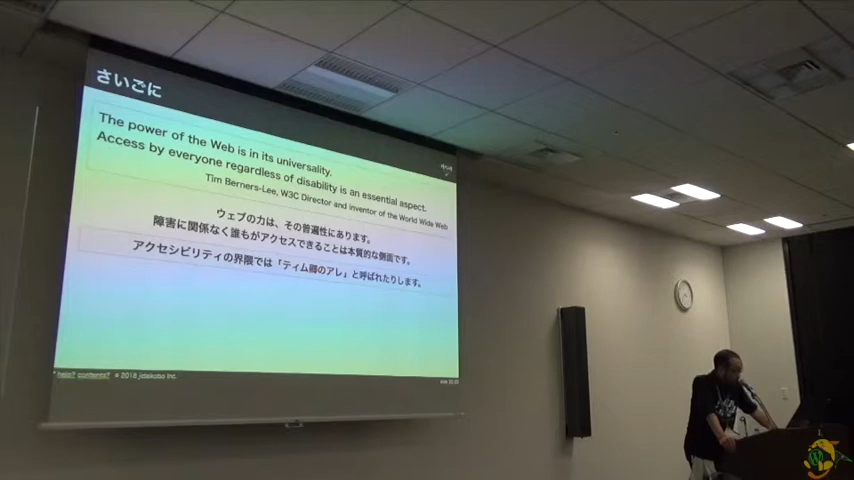 さいごに
The power of the Web is in its universality.
Access by everyone regardless of disability is an essential aspect.
Tim Berners-Lee, W3C Director and inventor of the World Wide Web
ウェブの力は、その普遍性にあります。
障害に関係なく誰もがアクセスできることは本質的な側面です。
アクセシビリティの界隈では「ティム卿のアレ」と呼ばれたりします。
help? contents? © 2018 jidaikobo Inc.